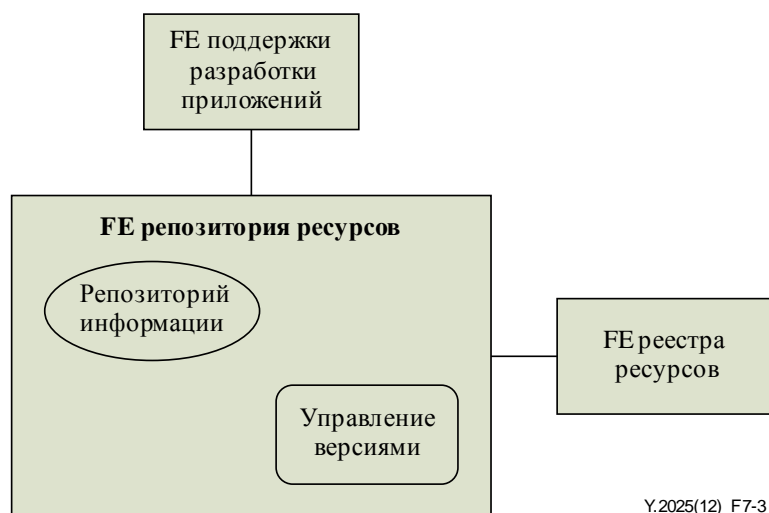 FE поддержки
разработки
приложений
FE репозитория ресурсов
Репозиторий
информации
FE реестра
ресурсов
Управление
версиями
Y.2025(12)_F7-3